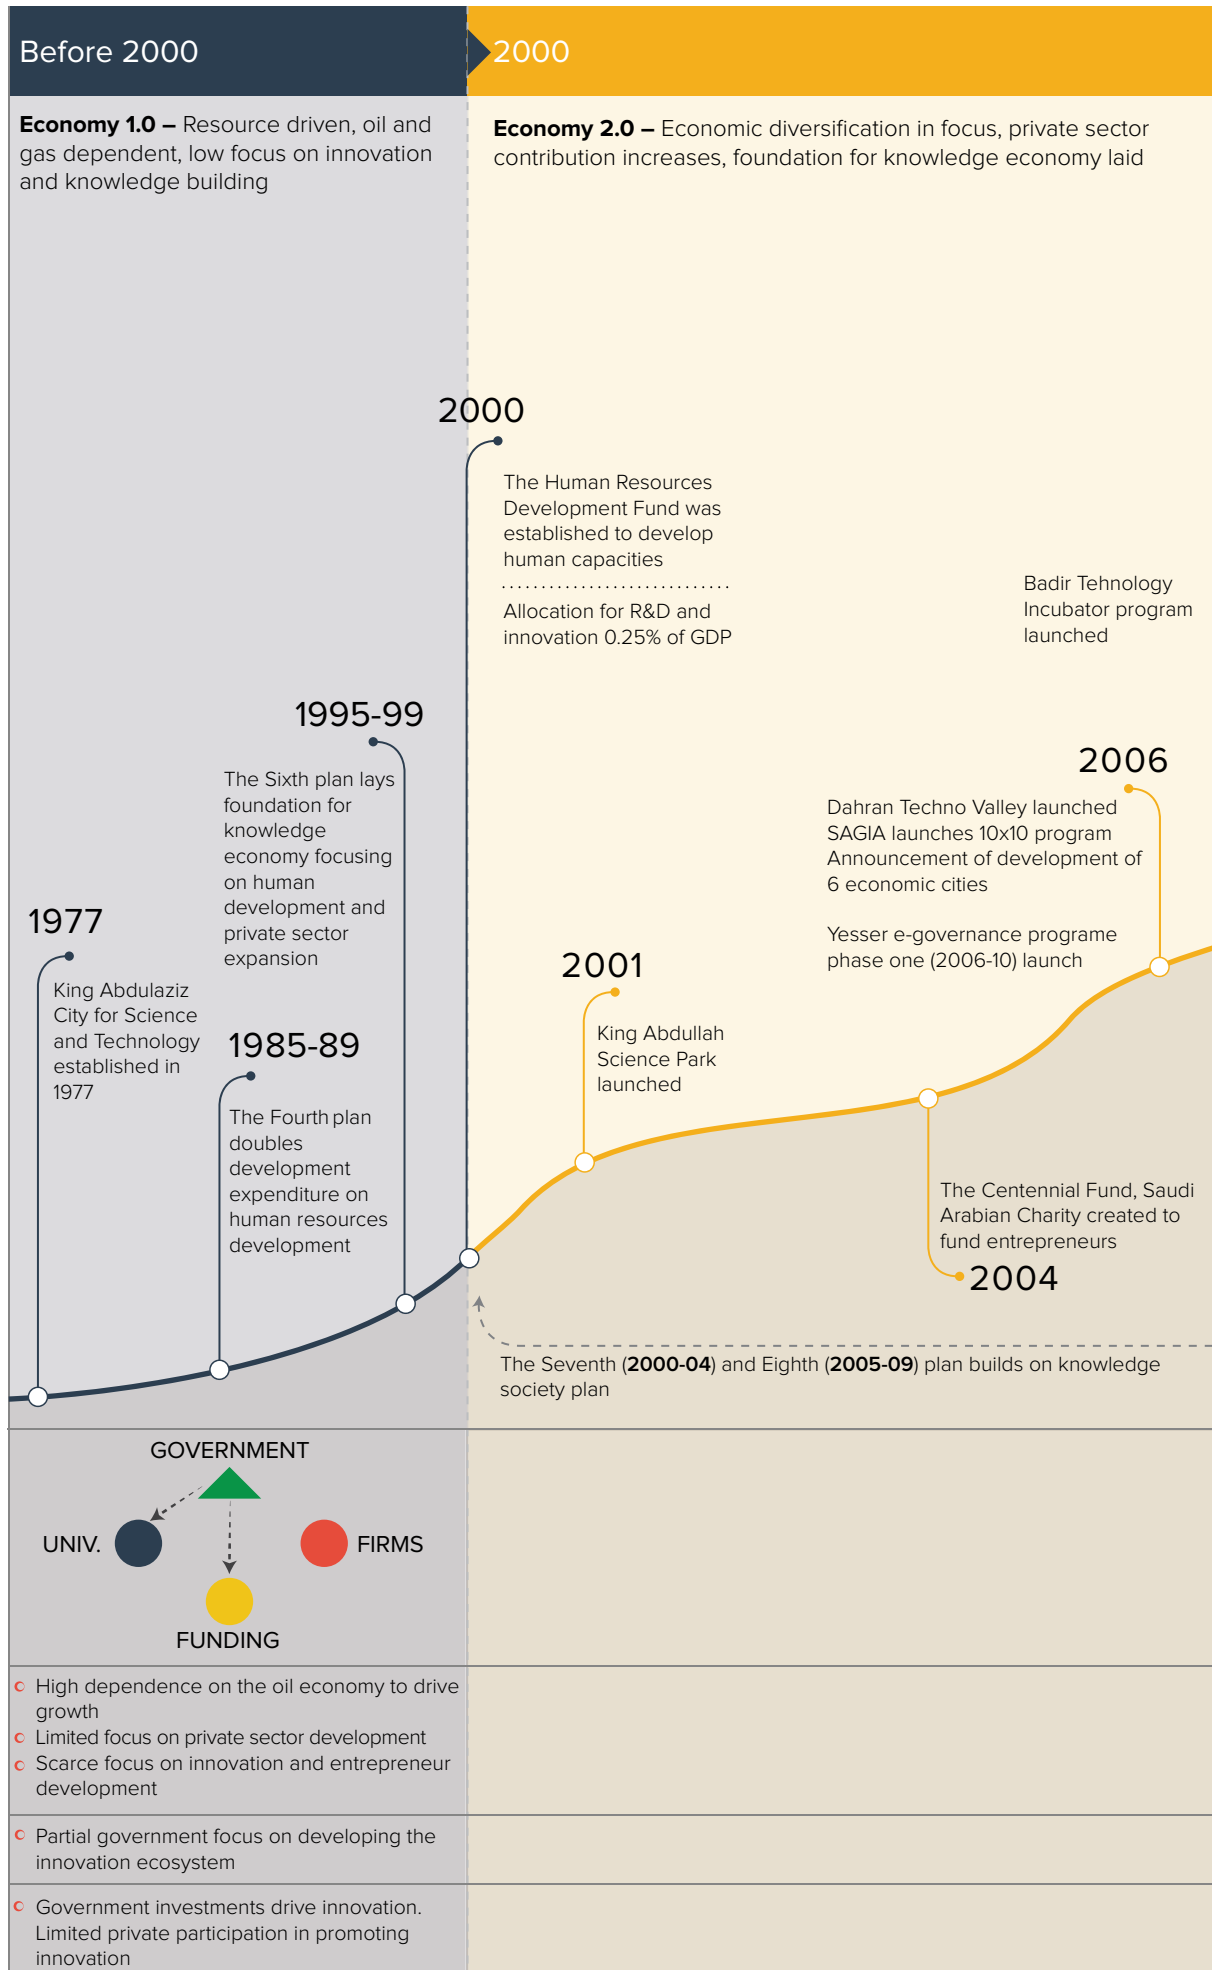 Before 2000
2000
Economy 1.0 – Resource driven, oil and
gas dependent, low focus on innovation
and knowledge building
Economy 2.0 – Economic diversification in focus, private sector
contribution increases, foundation for knowledge economy laid
2000
The Human Resources
Development Fund was
established to develop
human capacities
Allocation for R&D and
innovation 0.25% of GDP
Badir Tehnology
Incubator program
launched
1995-99
The Sixth plan lays
foundation for
knowledge
economy focusing
on human
development and
private sector
expansion
2006
Dahran Techno Valley launched
SAGIA launches 10x10 program
Announcement of development of
6 economic cities
Yesser e-governance programe
phase one (2006-10) launch
1977
King Abdulaziz
City for Science
and Technology
established in
1977
1985-89
The Fourth plan
doubles
development
expenditure on
human resources
development
2001
King Abdullah
Science Park
launched
The Centennial Fund, Saudi
Arabian Charity created to
fund entrepreneurs
2004
The Seventh (2000-04) and Eighth (2005-09) plan builds on knowledge
society plan
GOVERNMENT
UNIV.
FIRMS
FUNDING
High dependence on the oil economy to drive
growth
Limited focus on private sector development
Scarce focus on innovation and entrepreneur
development
Partial government focus on developing the
innovation ecosystem
Government investments drive innovation.
Limited private participation in promoting
innovation